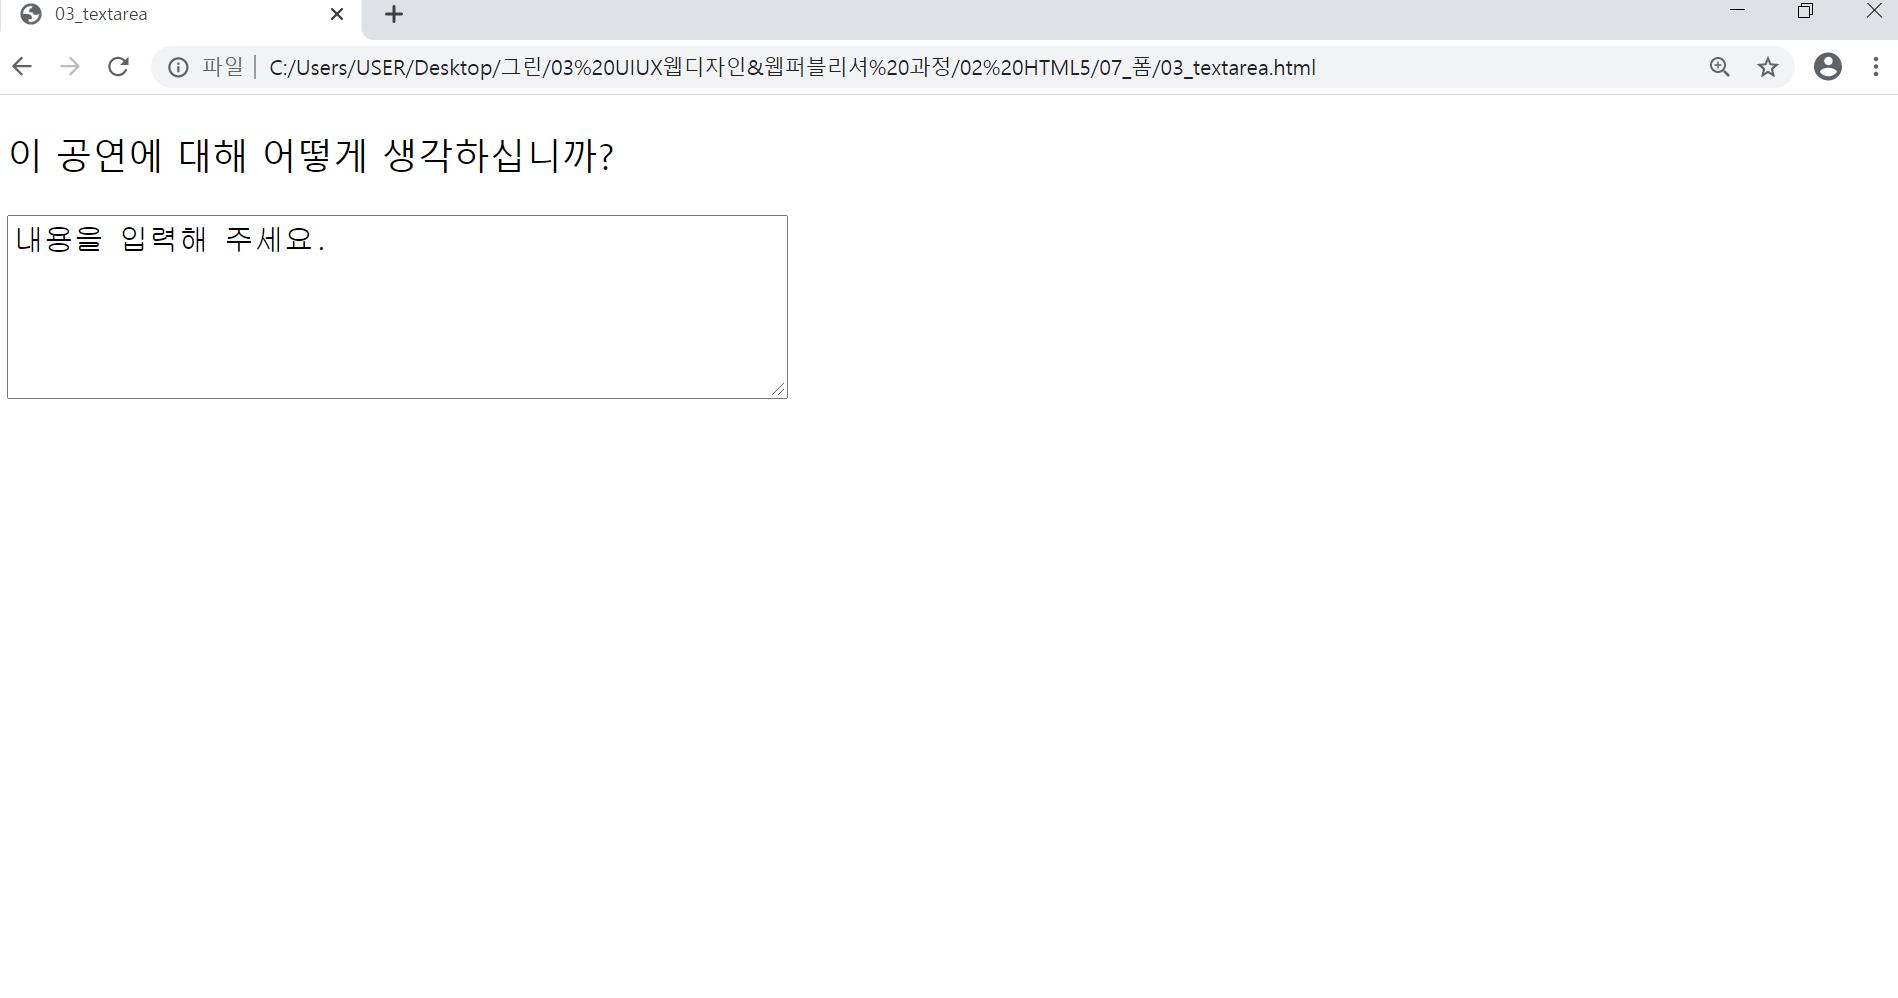 03_textarea
파일 | C:/Users/USER/Desktop/그린/03%20UIUX웹디자인&웹퍼블리셔%20과정/02%20HTML5/07_폼/03_textarea.html
이 공연에 대해 어떻게 생각하십니까?
내용을 입력해 주세요.